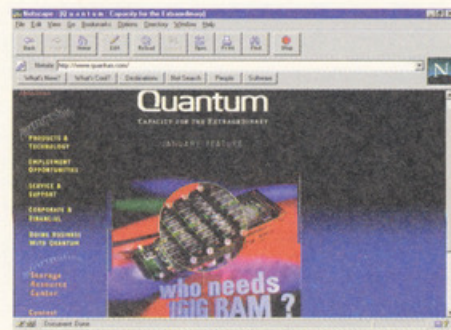 Netscape - [Quantum : Capacity for the Extraordinary]
File Edit View Go Bookmarks Options Directory Window Help
Back Home Edit Reload Open Print Find Stop
Netsite: http://www.quantum.com/
What's New? What's Cool? Destinations Net Search People Software
N
Quantum
CAPACITY FOR THE EXTRAORDINARY
JANUARY FEATURE
PRODUCTS &
TECHNOLOGY
EMPLOYMENT
OPPORTUNITIES
SERVICE &
SUPPORT
CORPORATE &
FINANCIAL
DOING BUSINESS
WITH QUANTUM
Storage
Resource
Center
Contact
who needs
1GIG RAM ?
Document: Done